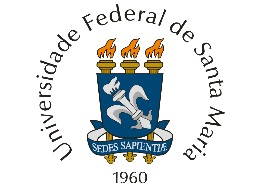 Universidade Federal de Santa Maria
SEDES SAPIENTIÆ
1960